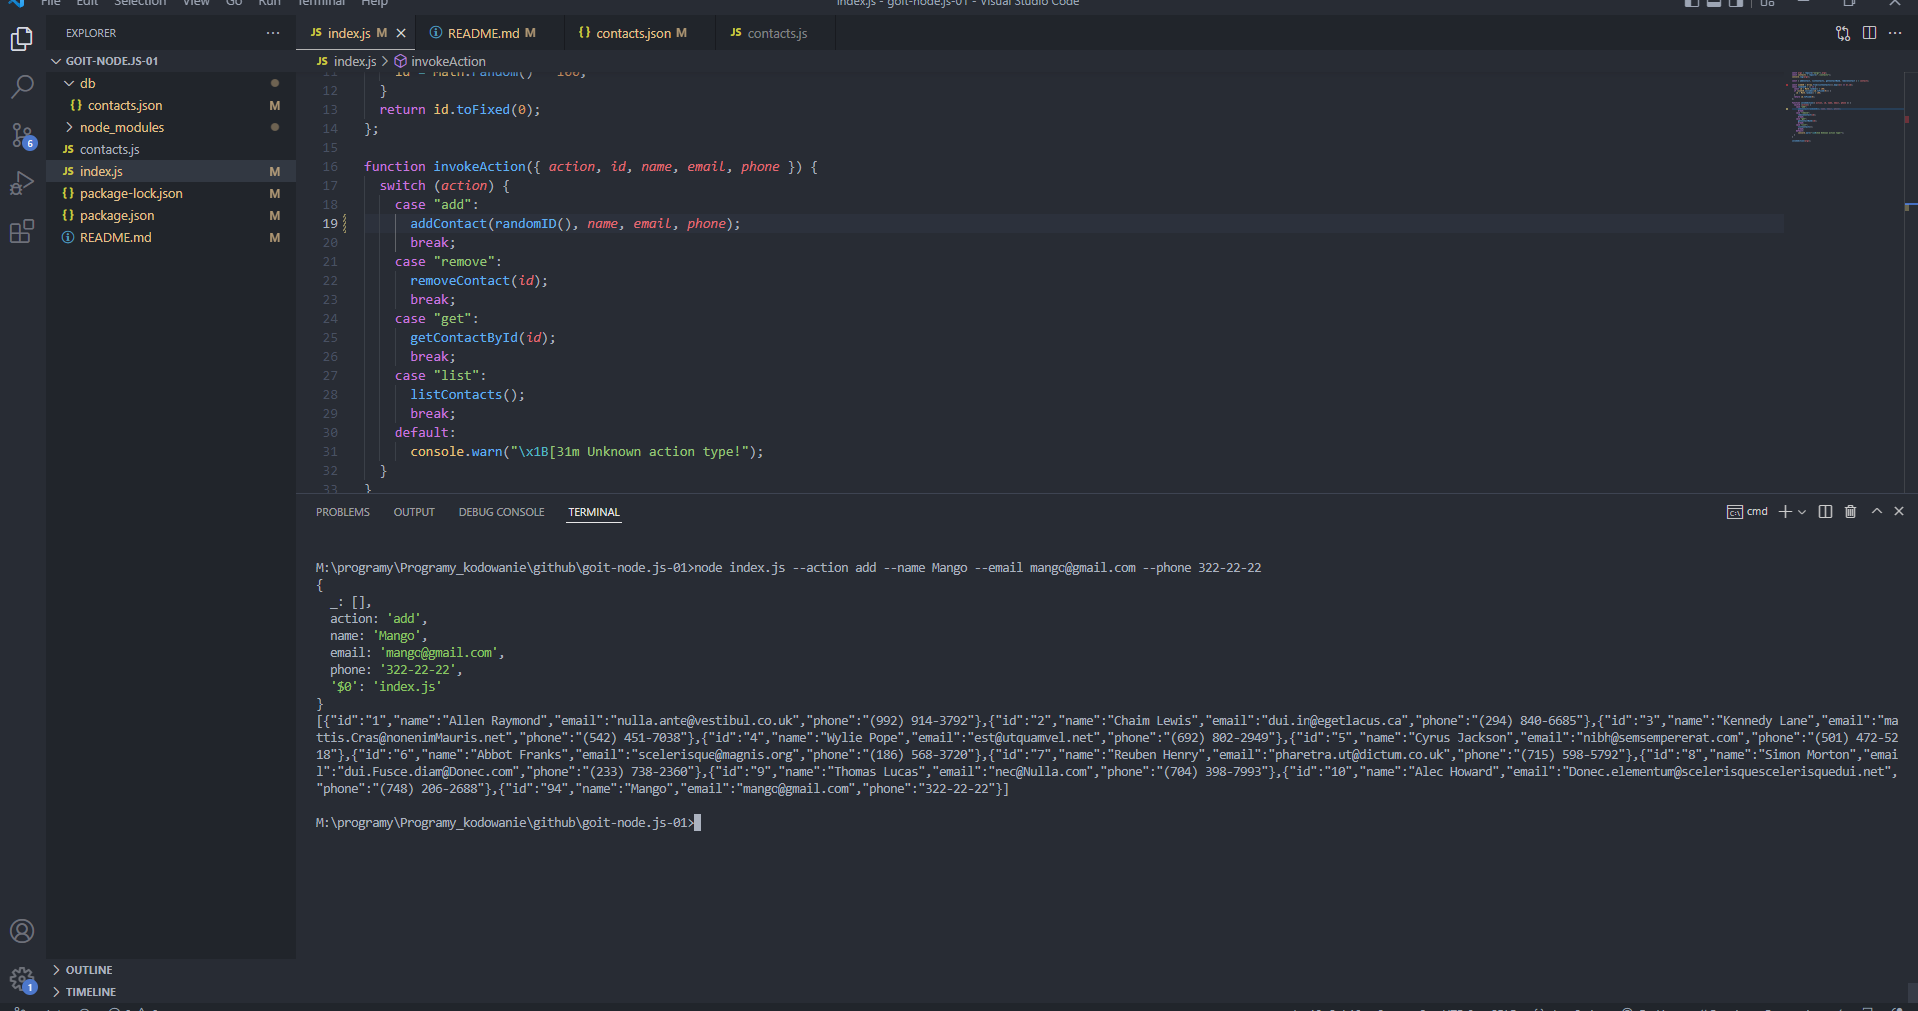 File Edit Selection View Go Run Terminal Help
index.js - goit-node.js-01 - Visual Studio Code
EXPLORER
GOIT-NODE.JS-01
db
{} contacts.json M
node_modules
JS contacts.js
JS index.js M
{} package-lock.json M
{} package.json M
README.md M
OUTLINE
TIMELINE
6
1
JS index.js M
README.md M
{} contacts.json M
JS contacts.js
JS index.js > invokeAction
11 id = Math.random() * 100;
12 }
13 return id.toFixed(0);
14 };
15
16 function invokeAction({ action, id, name, email, phone }) {
17 switch (action) {
18 case "add":
19 addContact(randomID(), name, email, phone);
20 break;
21 case "remove":
22 removeContact(id);
23 break;
24 case "get":
25 getContactById(id);
26 break;
27 case "list":
28 listContacts();
29 break;
30 default:
31 console.warn("\x1B[31m Unknown action type!");
32 }
33 }
PROBLEMS OUTPUT DEBUG CONSOLE TERMINAL
cmd
M:\programy\Programy_kodowanie\github\goit-node.js-01>node index.js --action add --name Mango --email mango@gmail.com --phone 322-22-22
{
_: [],
action: 'add',
name: 'Mango',
email: 'mango@gmail.com',
phone: '322-22-22',
'$0': 'index.js'
}
[{"id":"1","name":"Allen Raymond","email":"nulla.ante@vestibul.co.uk","phone":"(992) 914-3792"},{"id":"2","name":"Chaim Lewis","email":"dui.in@egetlacus.ca","phone":"(294) 840-6685"},{"id":"3","name":"Kennedy Lane","email":"ma
ttis.Cras@nonenimMauris.net","phone":"(542) 451-7038"},{"id":"4","name":"Wylie Pope","email":"est@utquamvel.net","phone":"(692) 802-2949"},{"id":"5","name":"Cyrus Jackson","email":"nibh@semsempererat.com","phone":"(501) 472-52
18"},{"id":"6","name":"Abbot Franks","email":"scelerisque@magnis.org","phone":"(186) 568-3720"},{"id":"7","name":"Reuben Henry","email":"pharetra.ut@dictum.co.uk","phone":"(715) 598-5792"},{"id":"8","name":"Simon Morton","emai
l":"dui.Fusce.diam@Donec.com","phone":"(233) 738-2360"},{"id":"9","name":"Thomas Lucas","email":"nec@Nulla.com","phone":"(704) 398-7993"},{"id":"10","name":"Alec Howard","email":"Donec.elementum@scelerisquescelerisquedui.net",
"phone":"(748) 206-2688"},{"id":"94","name":"Mango","email":"mango@gmail.com","phone":"322-22-22"}]
M:\programy\Programy_kodowanie\github\goit-node.js-01>